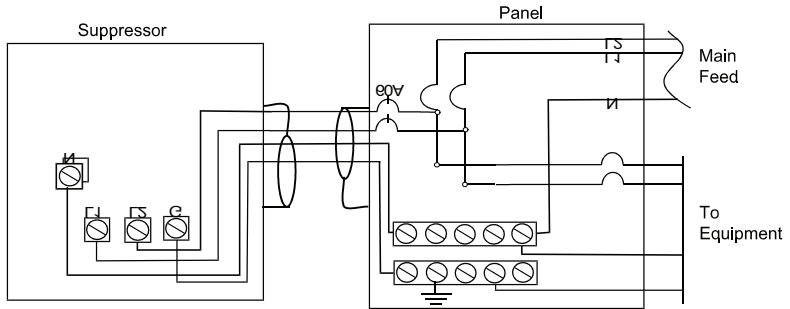 Suppressor
Panel
L2
L1
Main
Feed
60A
N
N
L1
L2
G
To
Equipment